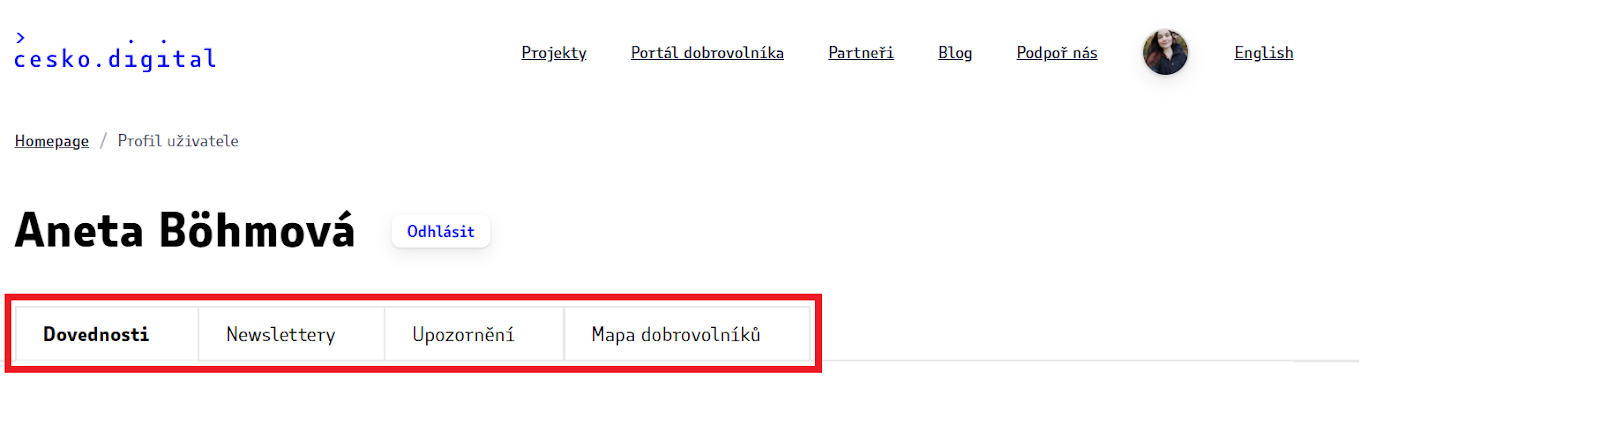 cesko.digital
Projekty Portál dobrovolníka Partneři Blog Podpoř nás English
Homepage / Profil uživatele
Aneta Böhmová Odhlásit
Dovednosti Newslettery Upozornění Mapa dobrovolníků